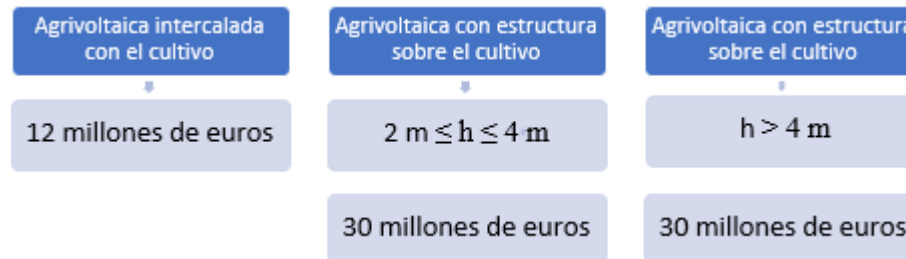 Agrivoltaica intercalada
con el cultivo
12 millones de euros
Agrivoltaica con estructura
sobre el cultivo
2 m ≤ h ≤ 4 m
30 millones de euros
Agrivoltaica con estructura
sobre el cultivo
h > 4 m
30 millones de euros